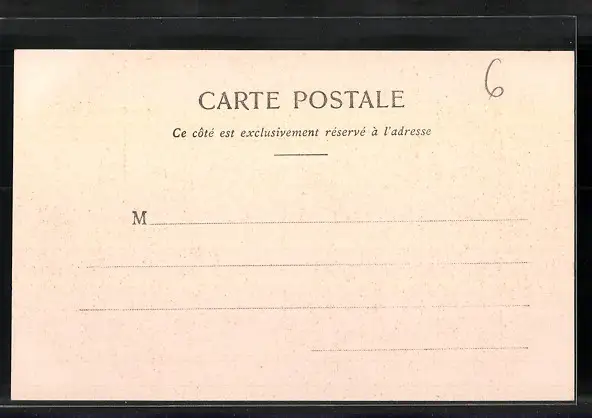 6
CARTE POSTALE
Ce côté est exclusivement réservé à l'adresse
M